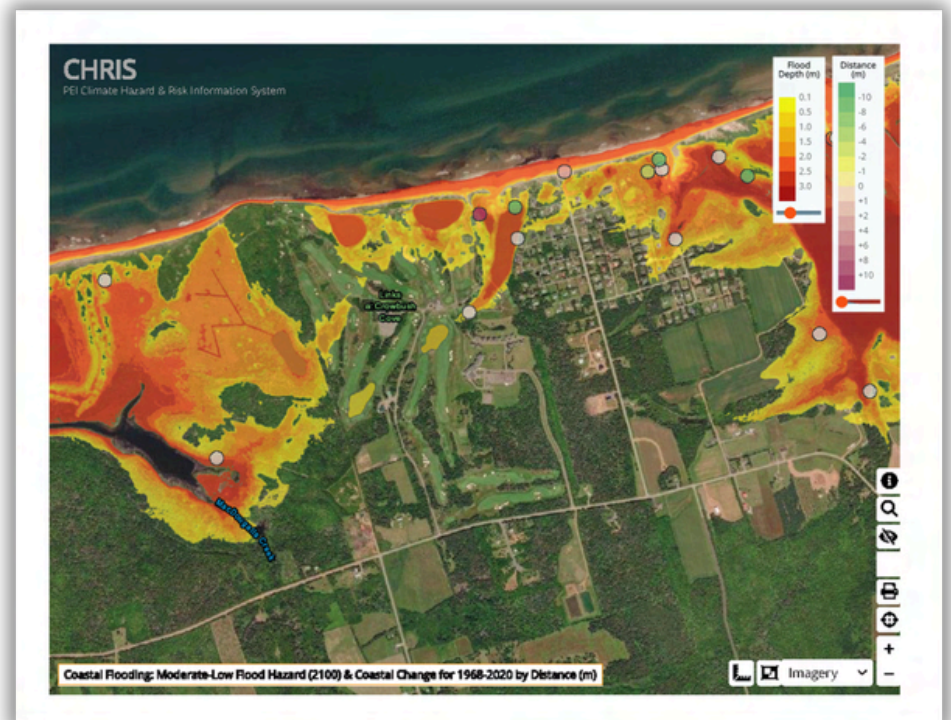 CHRIS
PEI Climate Hazard & Risk Information System
Flood
Depth (m)
0.1
0.5
1.0
1.5
2.0
2.5
3.0
Distance
(m)
-10
-8
-6
-4
-2
-1
0
+1
+2
+4
+6
+8
+10
Links
at Crowbush
Cove
MacDougalls Creek
Coastal Flooding: Moderate-Low Flood Hazard (2100) & Coastal Change for 1968-2020 by Distance (m)
Imagery